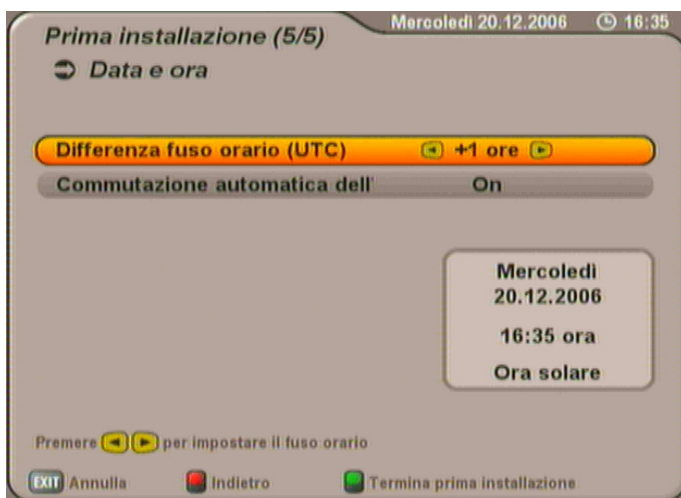 Prima installazione (5/5)
Mercoledì 20.12.2006 16:35
Data e ora
Differenza fuso orario (UTC) +1 ore
Commutazione automatica dell'
On
Mercoledì
20.12.2006
16:35 ora
Ora solare
Premere per impostare il fuso orario
EXIT Annulla Indietro Termina prima installazione